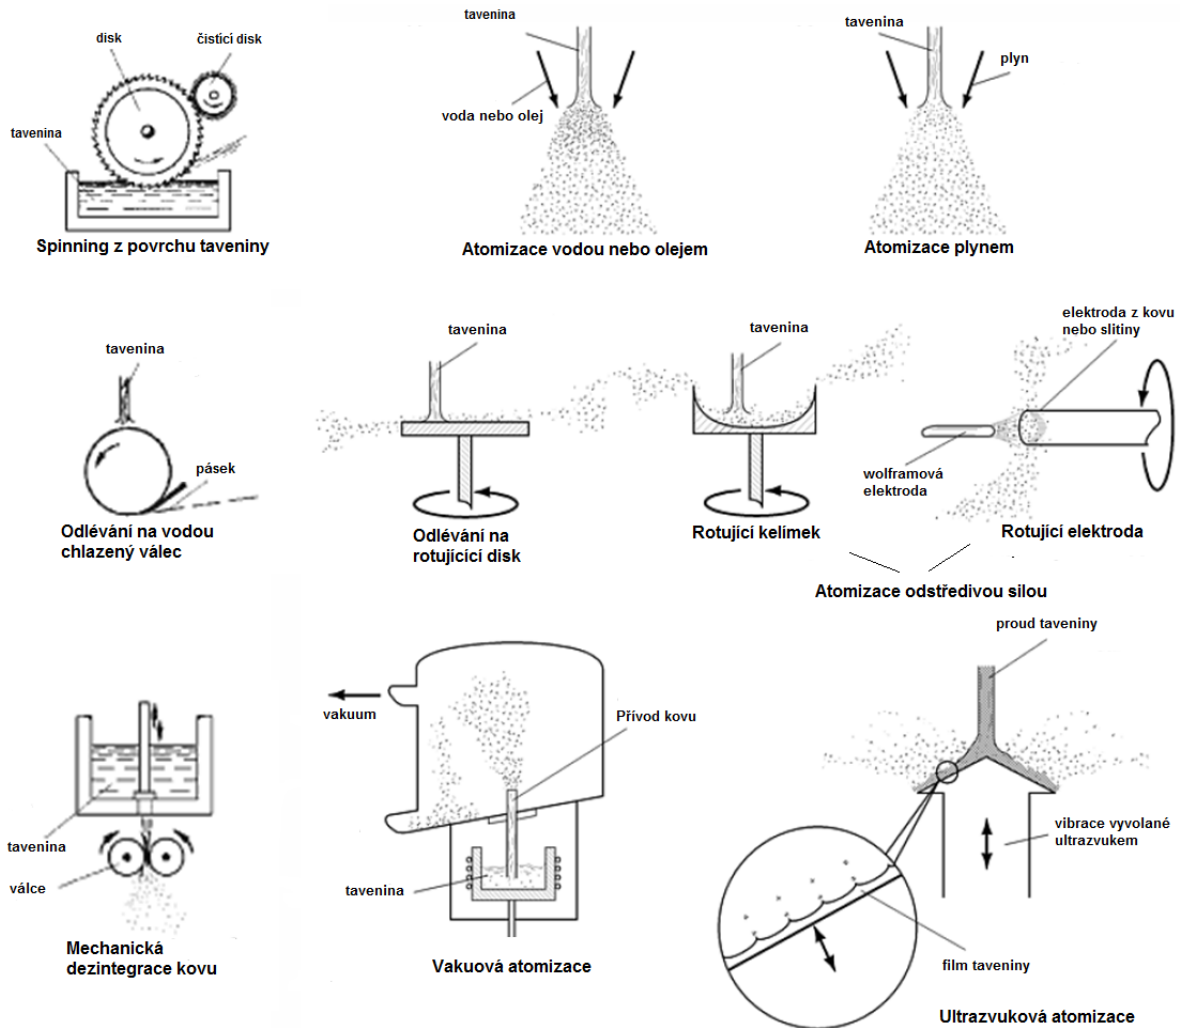 disk
čistící disk
tavenina
Spinning z povrchu taveniny
tavenina
voda nebo olej
Atomizace vodou nebo olejem
tavenina
plyn
Atomizace plynem
tavenina
pásek
Odlévání na vodou
chlazený válec
tavenina
Odlévání na
rotujícící disk
tavenina
Rotující kelímek
elektroda z kovu
nebo slitiny
wolframová
elektroda
Rotující elektroda
Atomizace odstředivou silou
tavenina
válce
Mechanická
dezintegrace kovu
vakuum
Přívod kovu
tavenina
Vakuová atomizace
proud taveniny
vibrace vyvolané
ultrazvukem
film taveniny
Ultrazvuková atomizace